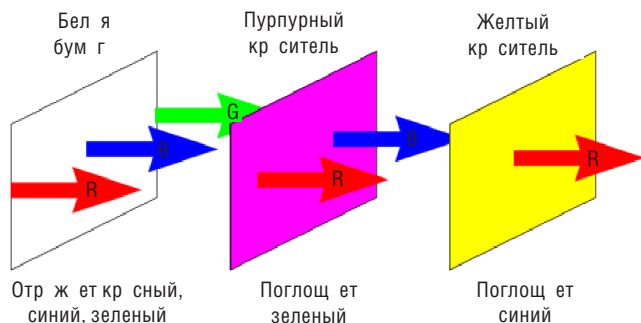 Бел я
бум г
Пурпурный
кр ситель
Желтый
кр ситель
G
B
R
B
R
R
Отр ж ет кр сный,
синий, зеленый
Поглощ ет
зеленый
Поглощ ет
синий